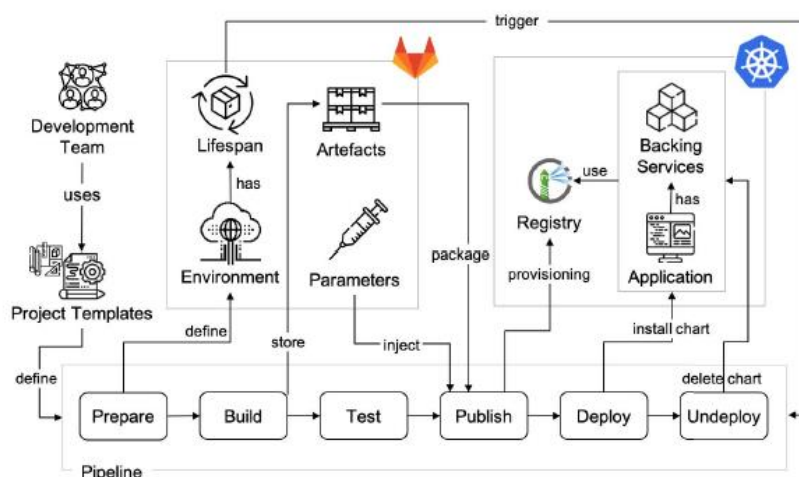 trigger
Development
Team
uses
Project Templates
define
Lifespan
has
Environment
define
Artefacts
Parameters
store
inject
package
Registry
provisioning
use
Backing
Services
has
Application
install chart
delete chart
Prepare
Build
Test
Publish
Deploy
Undeploy
Pipeline